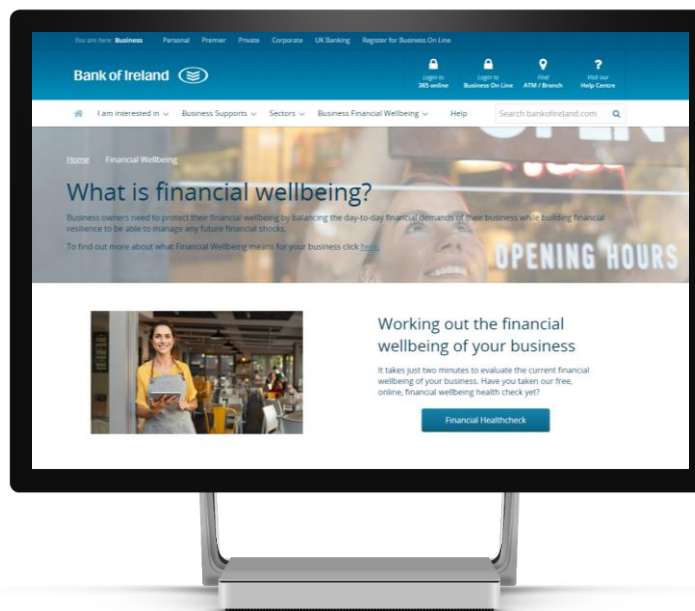 You are here: Business Personal Premier Private Corporate UK Banking Register for Business On Line
Bank of Ireland
Login to
365 online
Login to
Business On Line
Find
ATM / Branch
Visit our
Help Centre
I am interested in Business Supports Sectors Business Financial Wellbeing Help Search bankofireland.com
OPEN
Home Financial Wellbeing
What is financial wellbeing?
Business owners need to protect their financial wellbeing by balancing the day-to-day financial demands of their business while building financial
resilience to be able to manage any future financial shocks.
To find out more about what Financial Wellbeing means for your business click here.
OPENING HOURS
Working out the financial
wellbeing of your business
It takes just two minutes to evaluate the current financial
wellbeing of your business. Have you taken our free,
online, financial wellbeing health check yet?
Financial Healthcheck